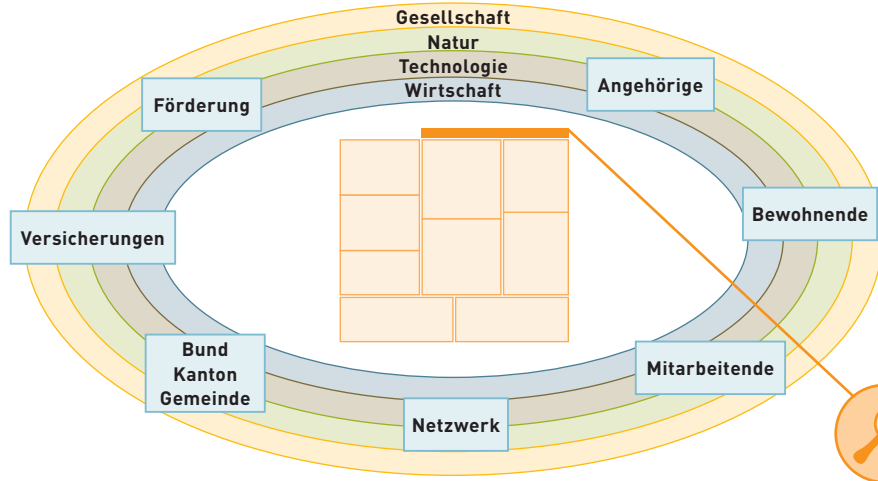 Gesellschaft
Natur
Technologie
Wirtschaft
Förderung
Angehörige
Versicherungen
Bewohnende
Bund
Kanton
Gemeinde
Mitarbeitende
Netzwerk